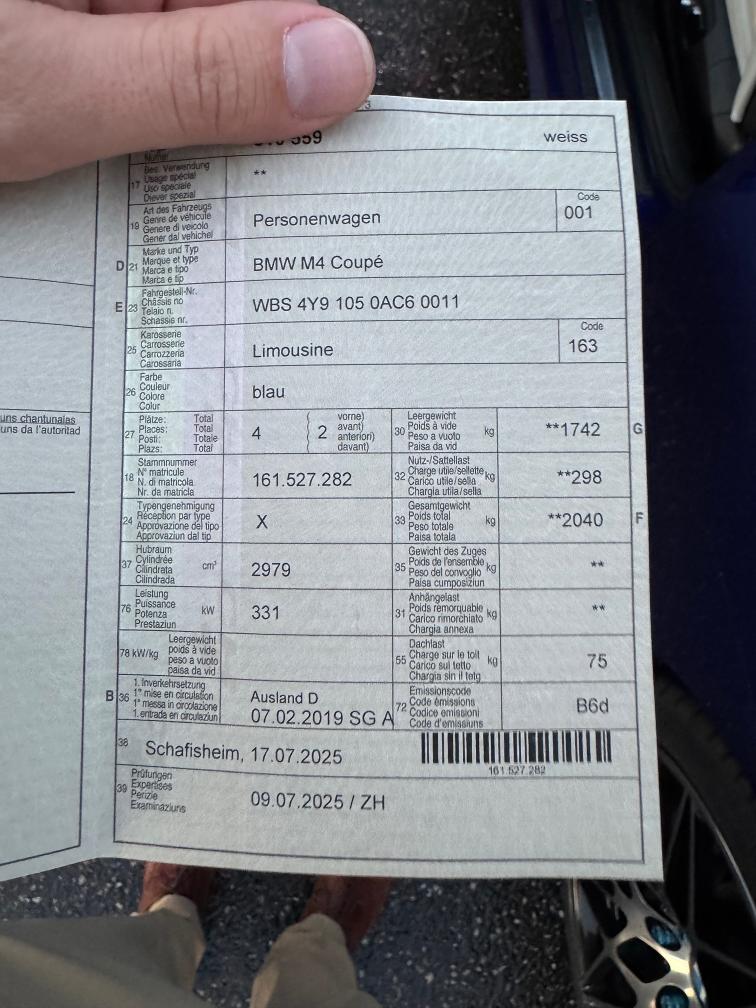 559 weiss
17 Bes. Verwendung
Usage spécial
Uso speciale
Diever spezial
**
19 Art des Fahrzeugs
Genre de véhicule
Genere di veicolo
Gener dal vehichel
Personenwagen
Code
001
D 21 Marke und Typ
Marque et type
Marca e tipo
Marca e tip
BMW M4 Coupé
E 23 Fahrgestell-Nr.
Châssis no
Telaio n.
Schassis nr.
WBS 4Y9 105 0AC6 0011
25 Karosserie
Carrosserie
Carrozzeria
Carossaria
Limousine
Code
163
26 Farbe
Couleur
Colore
Colur
blau
uns chantunalas
uns da l'autoritad
27 Plätze: Total
Places: Total
Posti: Totale
Plazs: Total
4
( 2 vorne)
avant)
anteriori)
davant)
30 Leergewicht
Poids à vide
Peso a vuoto
Paisa da vid
kg
**1742 G
18 Stammnummer
N° matricule
N. di matricola
Nr. da matricla
161.527.282
32 Nutz-/Sattellast
Charge utile/sellette
Carico utile/sella
Chargia utila/sella
kg
**298
24 Typengenehmigung
Réception par type
Approvazione del tipo
Approvaziun dal tip
X
33 Gesamtgewicht
Poids total
Peso totale
Paisa totala
kg
**2040 F
37 Hubraum
Cylindrée
Cilindrata
Cilindrada
cm³
2979
35 Gewicht des Zuges
Poids de l'ensemble
Peso del convoglio
Paisa cumposiziun
kg
**
76 Leistung
Puissance
Potenza
Prestaziun
kW
331
31 Anhängelast
Poids remorquable
Carico rimorchiato
Chargia annexa
kg
**
78 kW/kg Leergewicht
poids à vide
peso a vuoto
paisa da vid
55 Dachlast
Charge sur le toit
Carico sul tetto
Chargia sin il tetg
kg
75
B 36 1. Inverkehrsetzung
1re mise en circulation
1a messa in circolazione
1. entrada en circulaziun
Ausland D
07.02.2019 SG A
72 Emissionscode
Code émissions
Codice emissioni
Code d'emissiuns
B6d
38 Schafisheim, 17.07.2025
161.527.282
39 Prüfungen
Expertises
Perizie
Examinaziuns
09.07.2025 / ZH